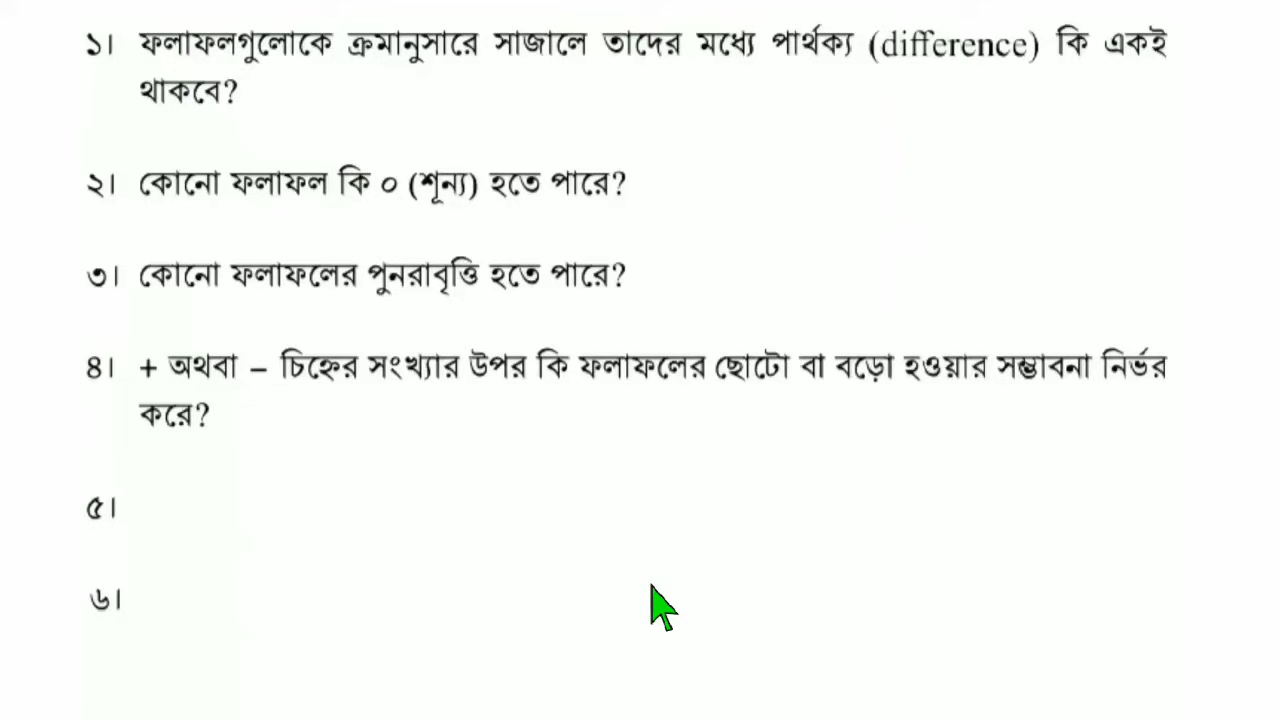 ১। ফলাফলগুলোকে ক্রমানুসারে সাজালে তাদের মধ্যে পার্থক্য (difference) কি একই
থাকবে?
২। কোনো ফলাফল কি ০ (শূন্য) হতে পারে?
৩। কোনো ফলাফলের পুনরাবৃত্তি হতে পারে?
৪। + অথবা – চিহ্নের সংখ্যার উপর কি ফলাফলের ছোটো বা বড়ো হওয়ার সম্ভাবনা নির্ভর
করে?
৫।
৬।